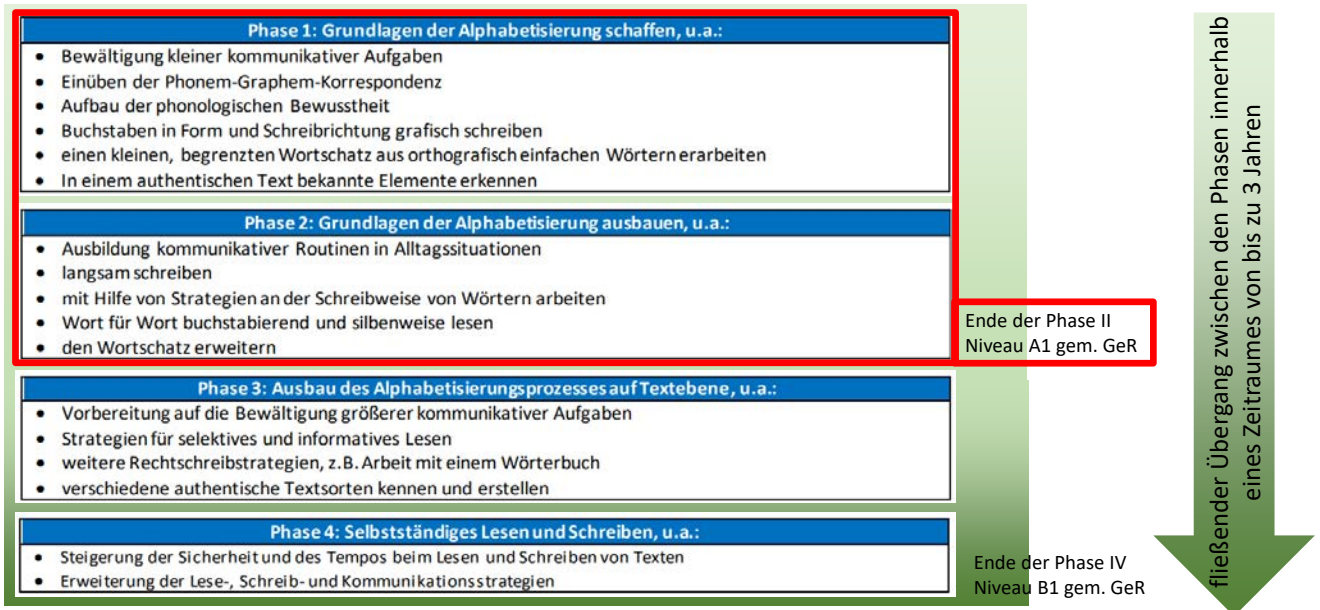 Phase 1: Grundlagen der Alphabetisierung schaffen, u.a.:
• Bewältigung kleiner kommunikativer Aufgaben
• Einüben der Phonem-Graphem-Korrespondenz
• Aufbau der phonologischen Bewusstheit
• Buchstaben in Form und Schreibrichtung grafisch schreiben
• einen kleinen, begrenzten Wortschatz aus orthografisch einfachen Wörtern erarbeiten
• In einem authentischen Text bekannte Elemente erkennen
Phase 2: Grundlagen der Alphabetisierung ausbauen, u.a.:
• Ausbildung kommunikativer Routinen in Alltagssituationen
• langsam schreiben
• mit Hilfe von Strategien an der Schreibweise von Wörtern arbeiten
• Wort für Wort buchstabierend und silbenweise lesen
• den Wortschatz erweitern
Ende der Phase II
Niveau A1 gem. GeR
Phase 3: Ausbau des Alphabetisierungsprozesses auf Textebene, u.a.:
• Vorbereitung auf die Bewältigung größerer kommunikativer Aufgaben
• Strategien für selektives und informatives Lesen
• weitere Rechtschreibstrategien, z.B. Arbeit mit einem Wörterbuch
• verschiedene authentische Textsorten kennen und erstellen
Phase 4: Selbstständiges Lesen und Schreiben, u.a.:
• Steigerung der Sicherheit und des Tempos beim Lesen und Schreiben von Texten
• Erweiterung der Lese-, Schreib- und Kommunikationsstrategien
Ende der Phase IV
Niveau B1 gem. GeR
fließender Übergang zwischen den Phasen innerhalb
eines Zeitraumes von bis zu 3 Jahren